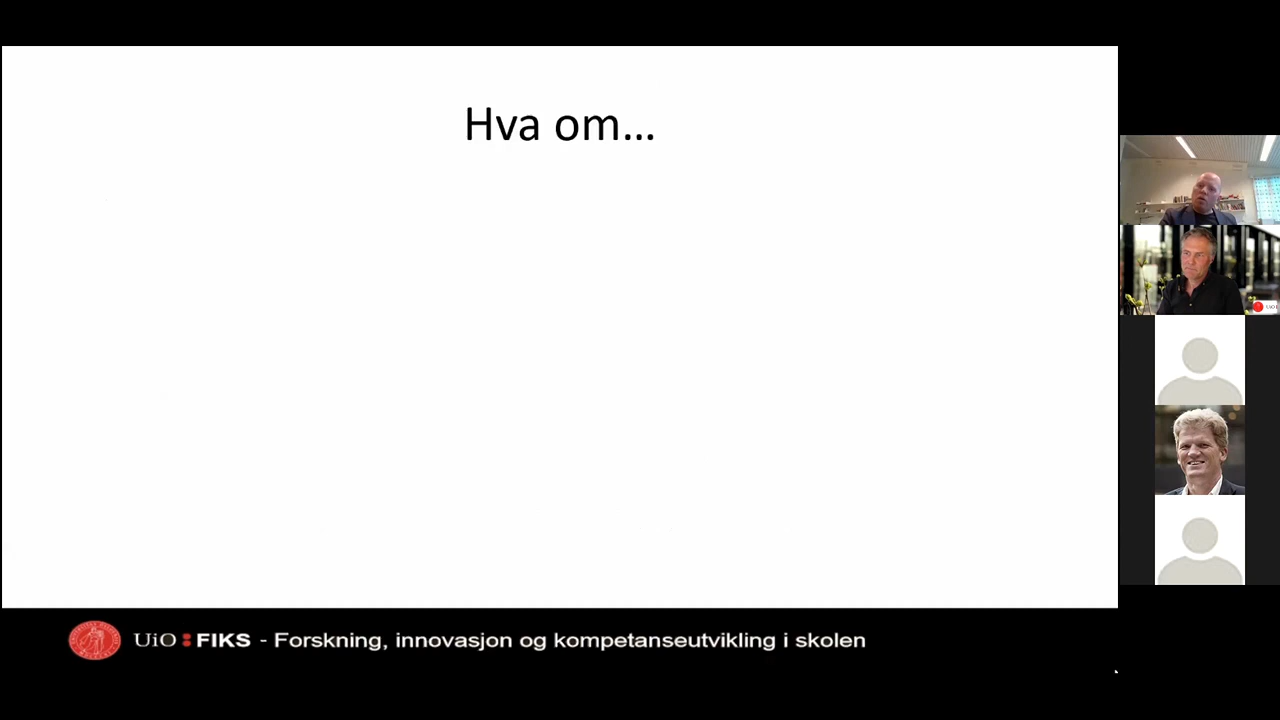 Hva om...
UiO : FIKS - Forskning, innovasjon og kompetanseutvikling i skolen